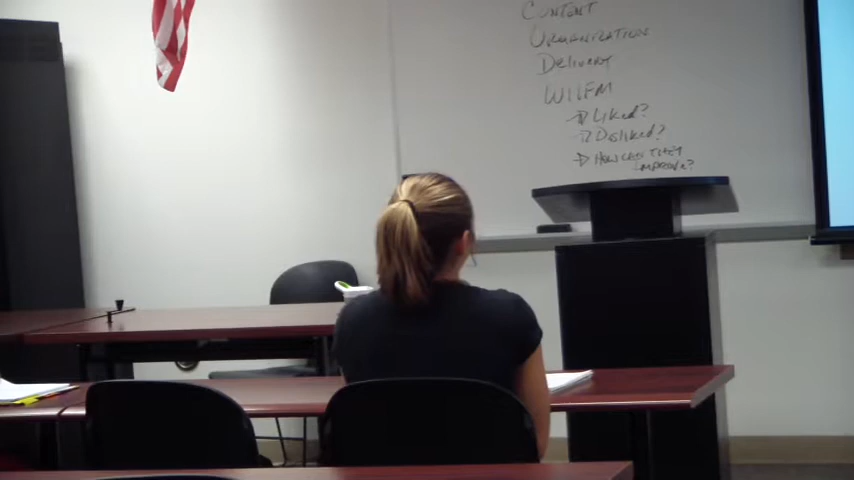 CONTENT
ORGANIZATION
DELIVERY
WIIFM
→ LIKED?
→ DISLIKED?
→ HOW CAN THEY
IMPROVE?